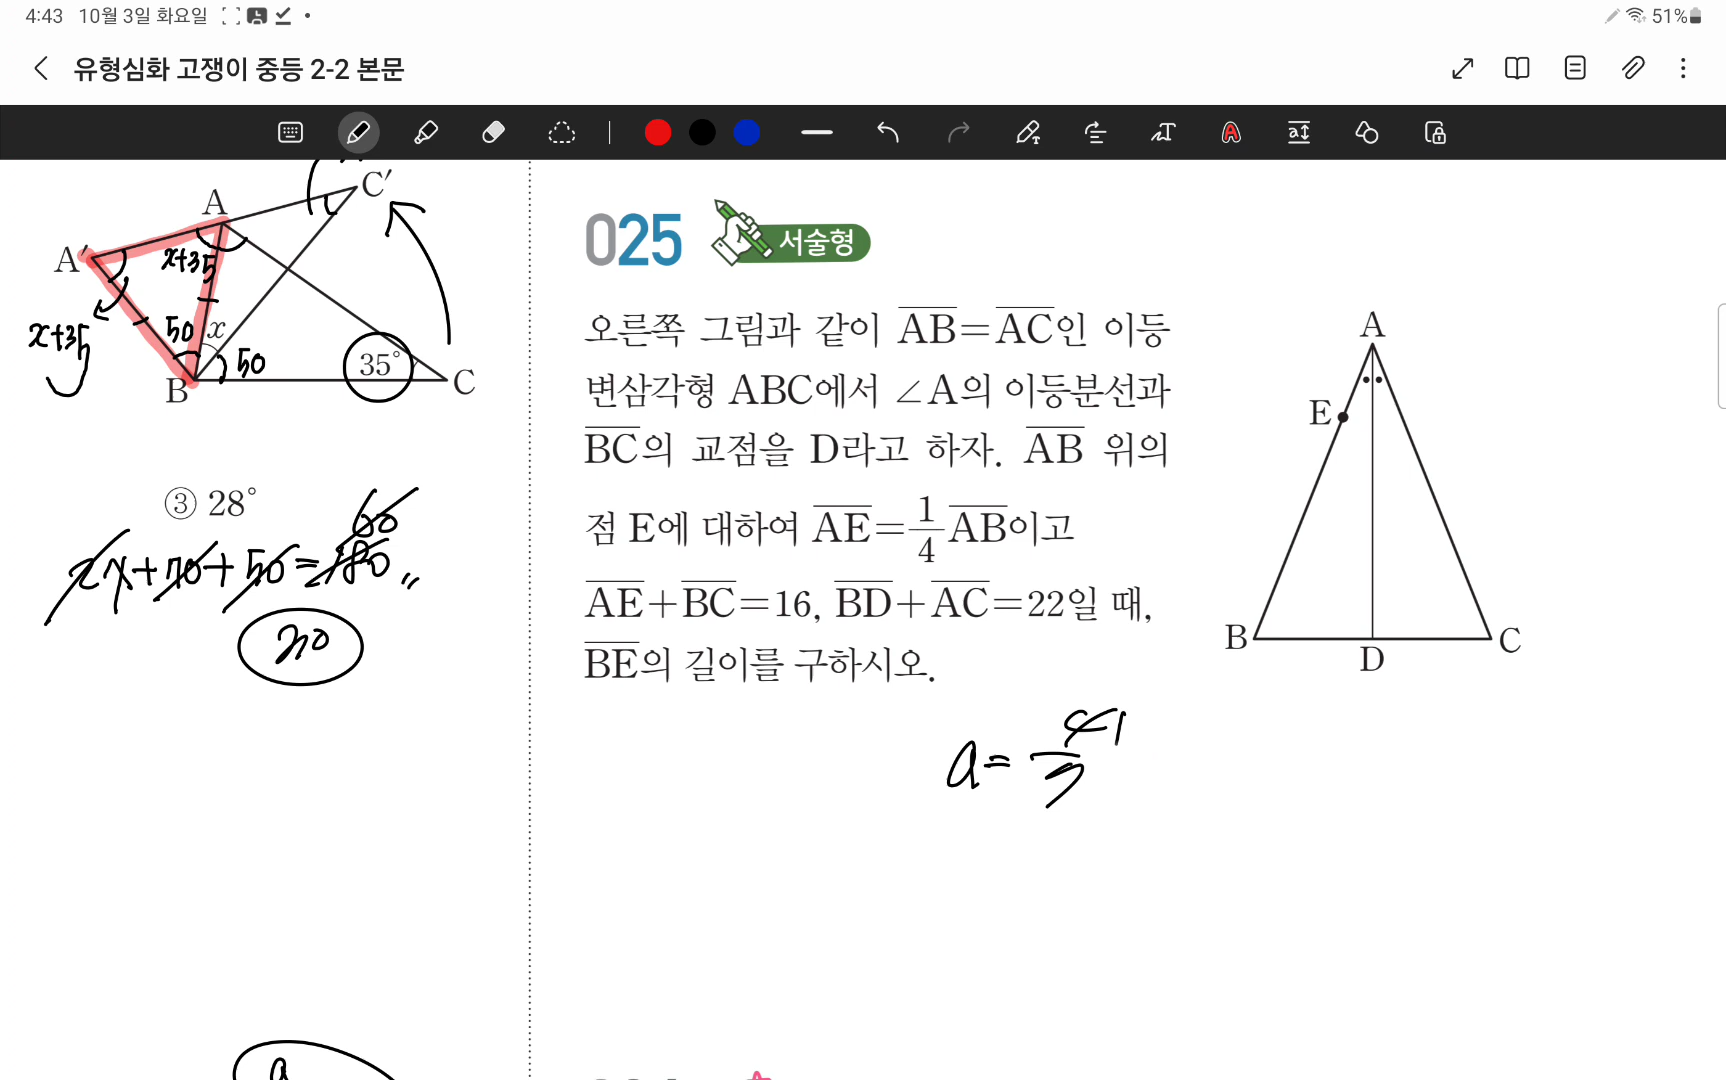 4:43 10월 3일 화요일
51%
유형심화 고쟁이 중등 2-2 본문
A
C′
A′
x+35
x+35
50
x
50
35°
B
C
③ 28°
60
2x+70+50=180
025 서술형
오른쪽 그림과 같이 AB=AC인 이등
변삼각형 ABC에서 ∠A의 이등분선과
BC의 교점을 D라고 하자. AB 위의
점 E에 대하여 AE=1/4 AB이고
AE+BC=16, BD+AC=22일 때,
BE의 길이를 구하시오.
A
E
B
D
C
a=